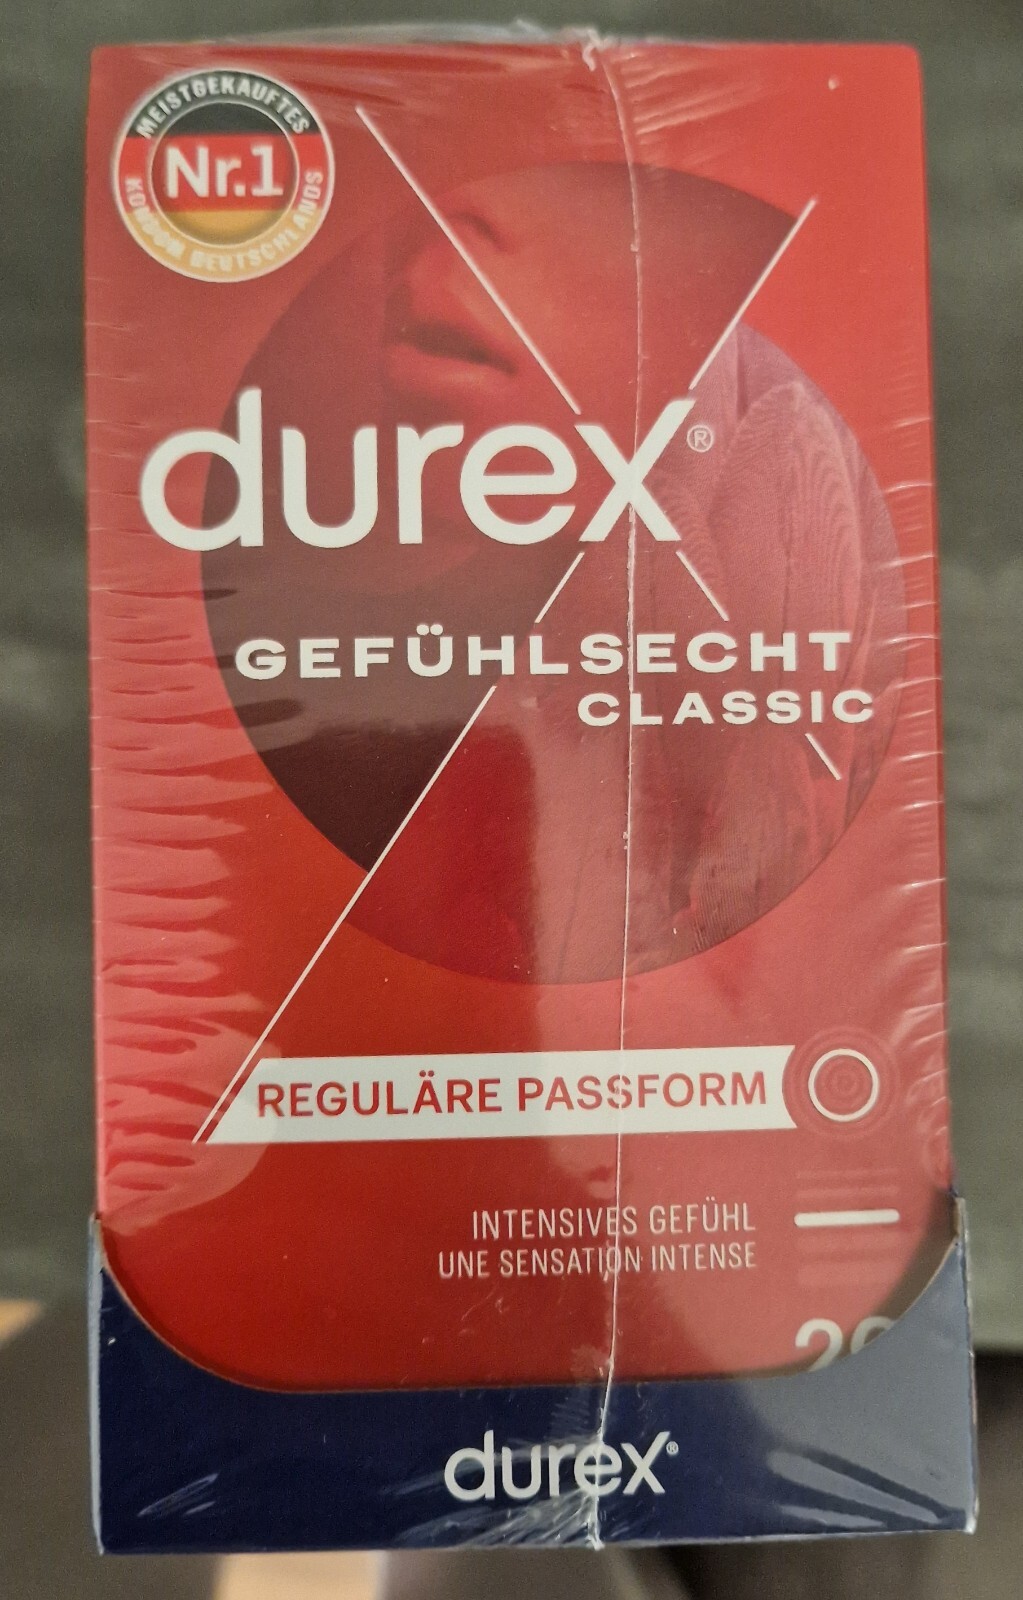 MEISTGEKAUFTES
Nr.1
KONDOM DEUTSCHLANDS
durex®
GEFÜHLSECHT
CLASSIC
REGULÄRE PASSFORM
INTENSIVES GEFÜHL
UNE SENSATION INTENSE
durex®